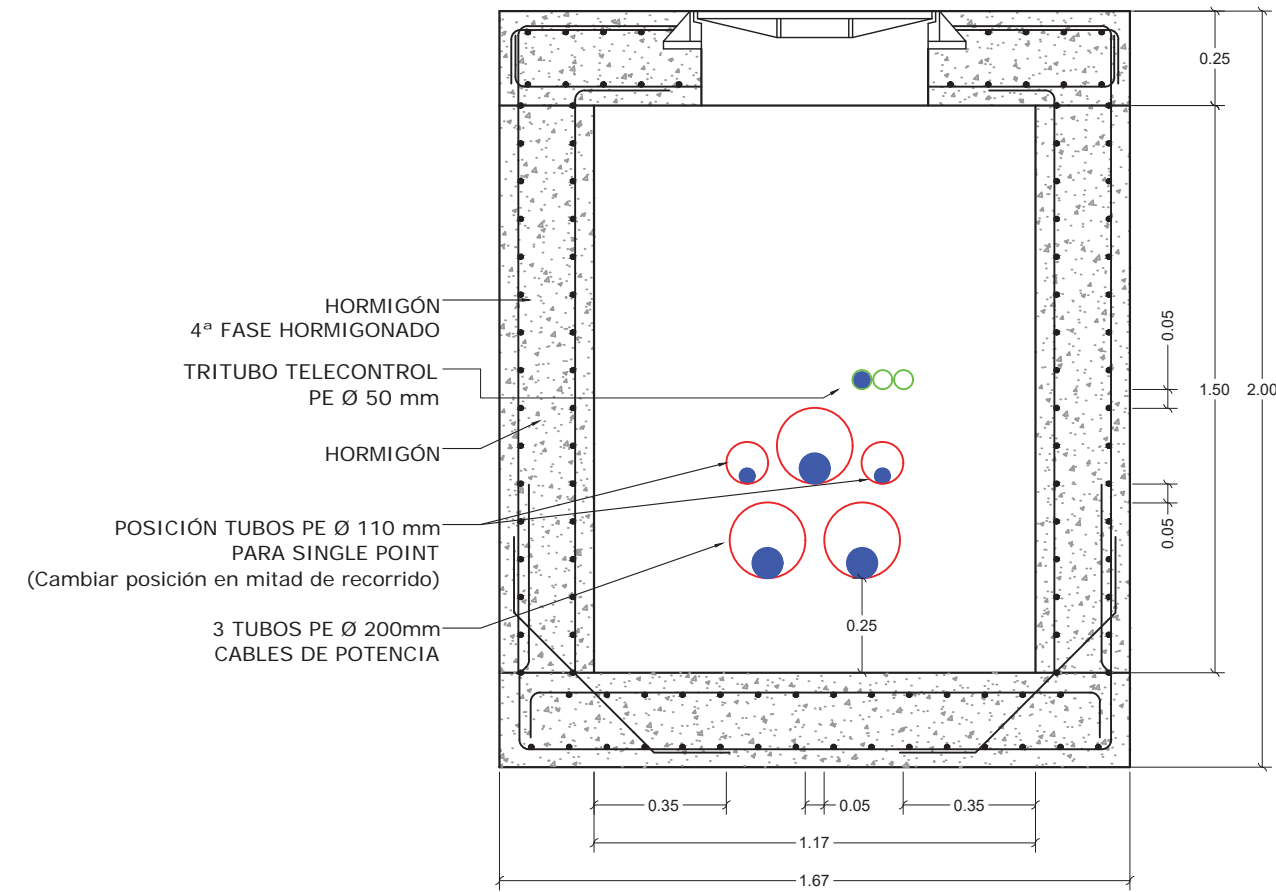 HORMIGÓN
4ª FASE HORMIGONADO
TRITUBO TELECONTROL
PE Ø 50 mm
HORMIGÓN
POSICIÓN TUBOS PE Ø 110 mm
PARA SINGLE POINT
(Cambiar posición en mitad de recorrido)
3 TUBOS PE Ø 200mm
CABLES DE POTENCIA
0.25
0.05
1.50
2.00
0.05
0.25
0.35
0.05
0.35
1.17
1.67